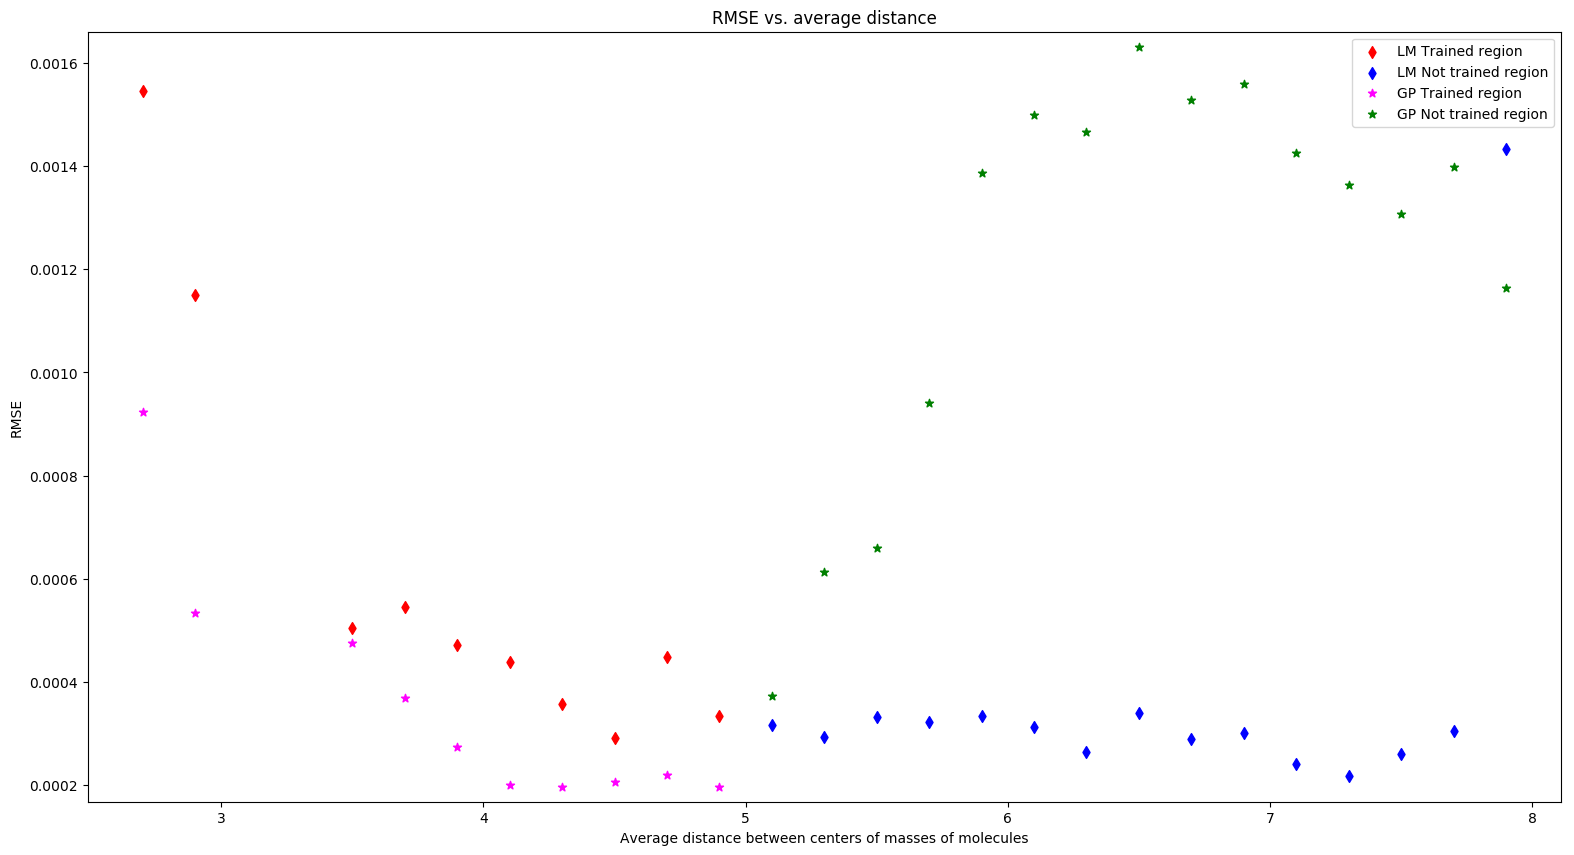 RMSE vs. average distance
LM Trained region
LM Not trained region
GP Trained region
GP Not trained region
0.0016
0.0014
0.0012
0.0010
0.0008
0.0006
0.0004
0.0002
RMSE
3
4
5
6
7
8
Average distance between centers of masses of molecules